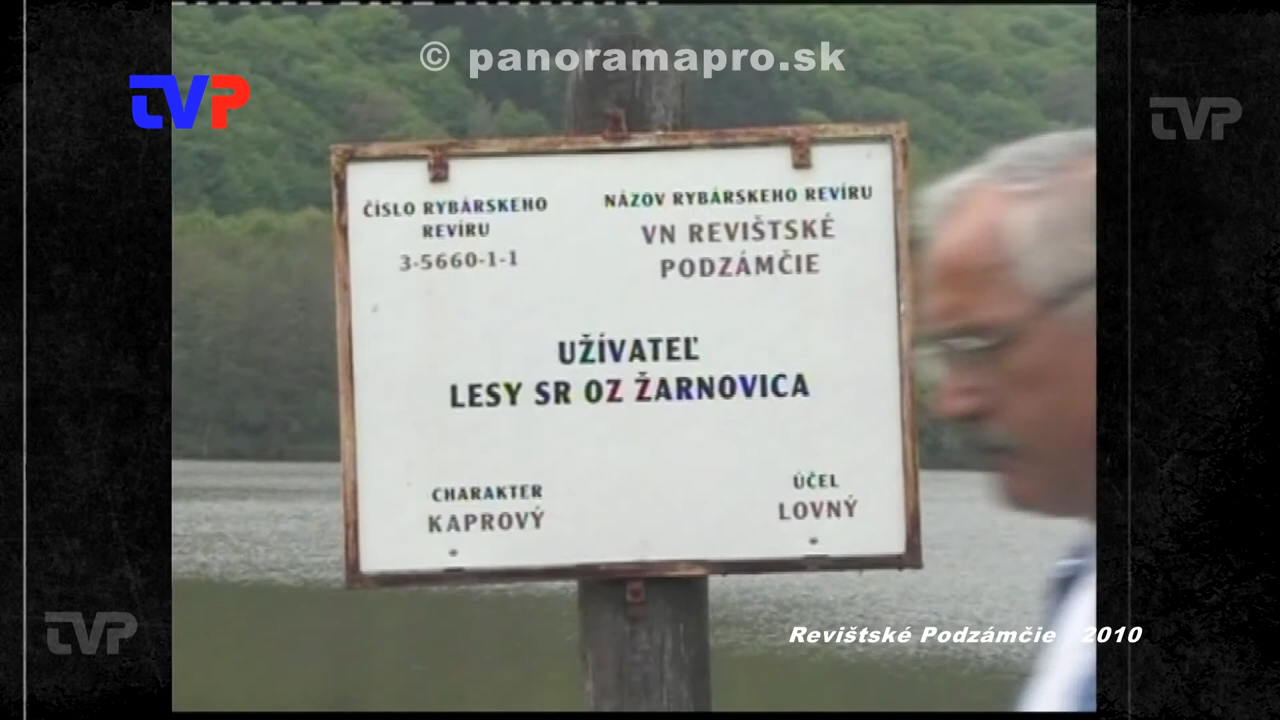 © panoramapro.sk
TVP
TVP
ČÍSLO RYBÁRSKEHO
REVÍRU
3-5660-1-1
NÁZOV RYBÁRSKEHO REVÍRU
VN REVIŠTSKÉ
PODZÁMČIE
UŽÍVATEĽ
LESY SR OZ ŽARNOVICA
CHARAKTER
KAPROVÝ
ÚČEL
LOVNÝ
TVP
Revištské Podzámčie 2010